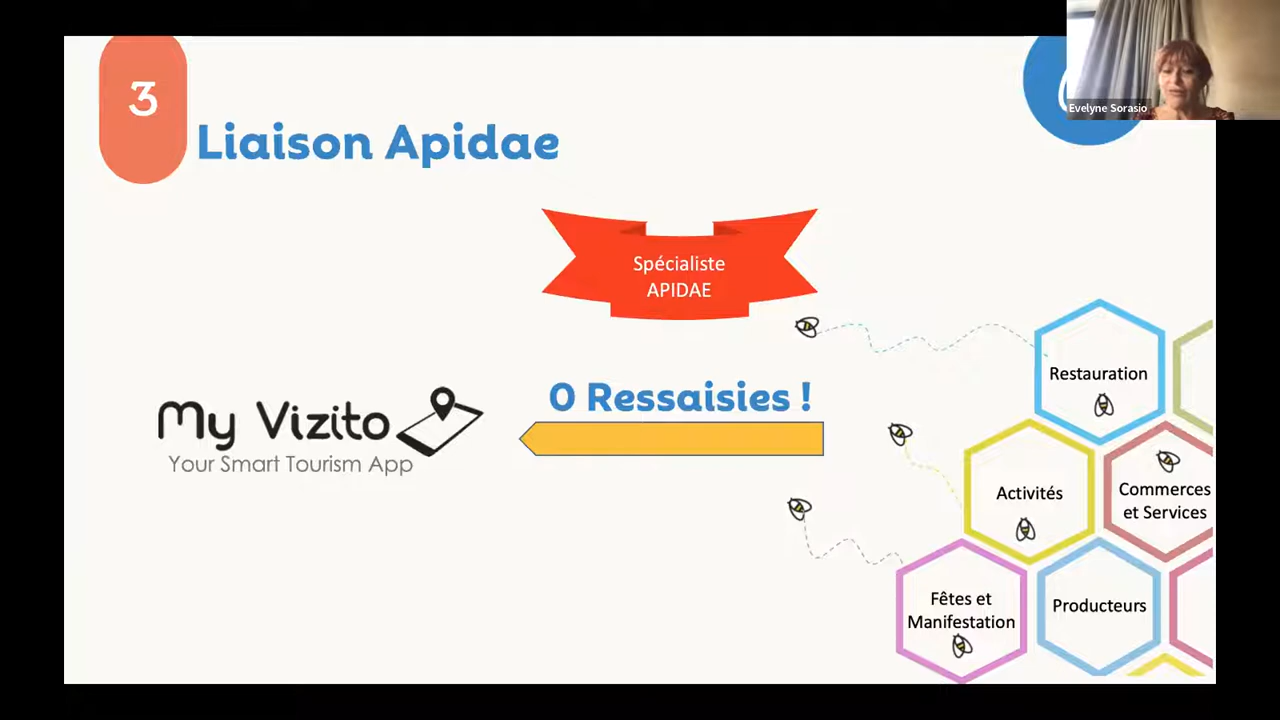 3
Liaison Apidae
Evelyne Sorasio
Spécialiste
APIDAE
0 Ressaisies !
My Vizito
Your Smart Tourism App
Restauration
Activités
Commerces
et Services
Fêtes et
Manifestation
Producteurs